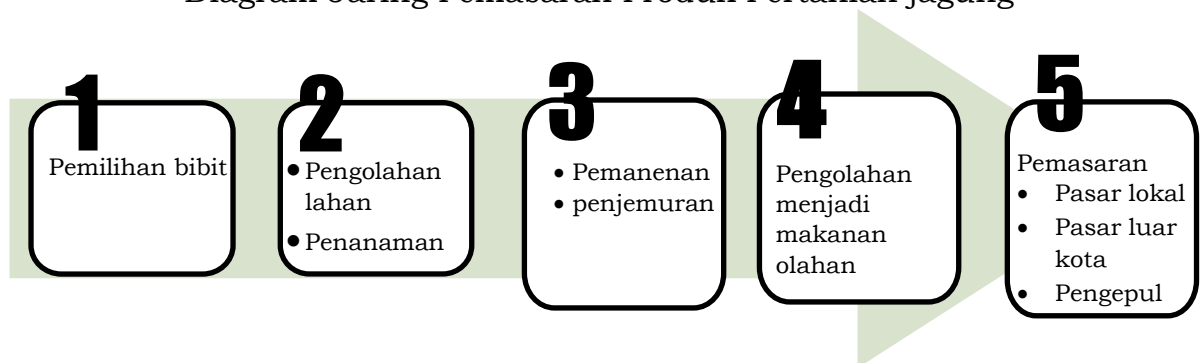 Diagram Jaring Pemasaran Produk Pertanian jagung
1
Pemilihan bibit
2
• Pengolahan
lahan
• Penanaman
3
• Pemanenan
• penjemuran
4
Pengolahan
menjadi
makanan
olahan
5
Pemasaran
• Pasar lokal
• Pasar luar
kota
• Pengepul